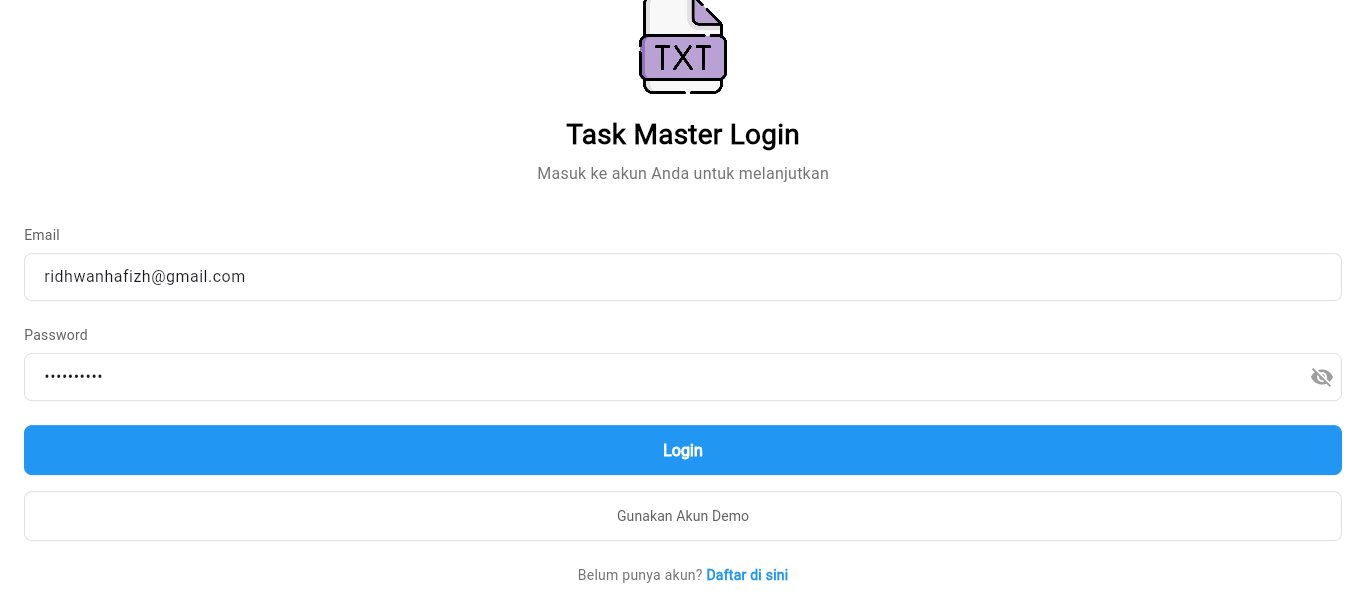 TXT
Task Master Login
Masuk ke akun Anda untuk melanjutkan
Email
ridhwanhafizh@gmail.com
Password
••••••••••
Login
Gunakan Akun Demo
Belum punya akun? Daftar di sini